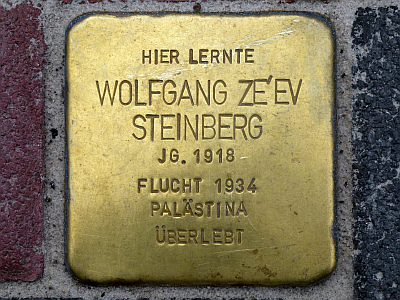 HIER LERNTE
WOLFGANG ZE'EV
STEINBERG
JG. 1918
FLUCHT 1934
PALÄSTINA
ÜBERLEBT